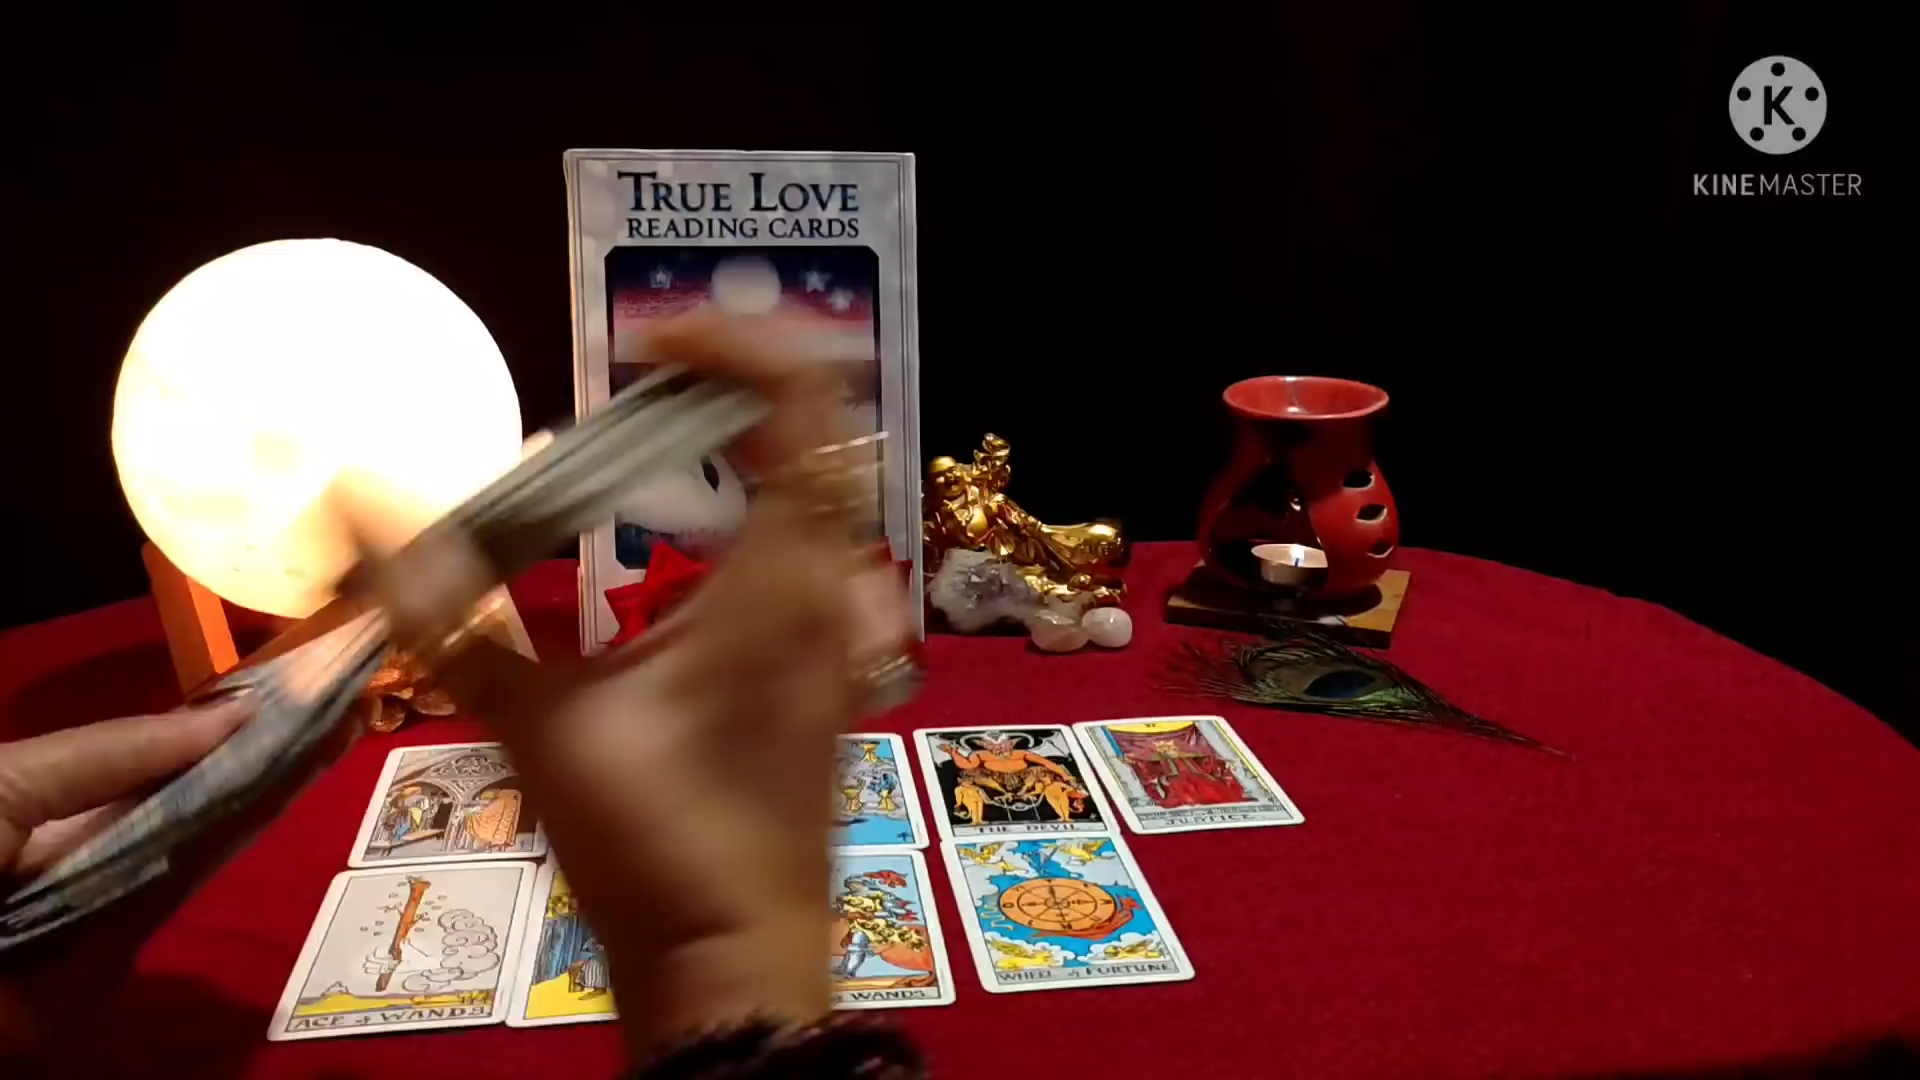 K
KINEMASTER
TRUE LOVE
READING CARDS
THE DEVIL
JUSTICE
ACE of WANDS
WANDS
WHEEL of FORTUNE